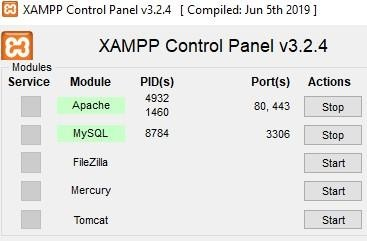 XAMPP Control Panel v3.2.4 [ Compiled: Jun 5th 2019 ]
XAMPP Control Panel v3.2.4
Modules
Service Module PID(s) Port(s) Actions
Apache 4932 1460 80, 443 Stop
MySQL 8784 3306 Stop
FileZilla Start
Mercury Start
Tomcat Start